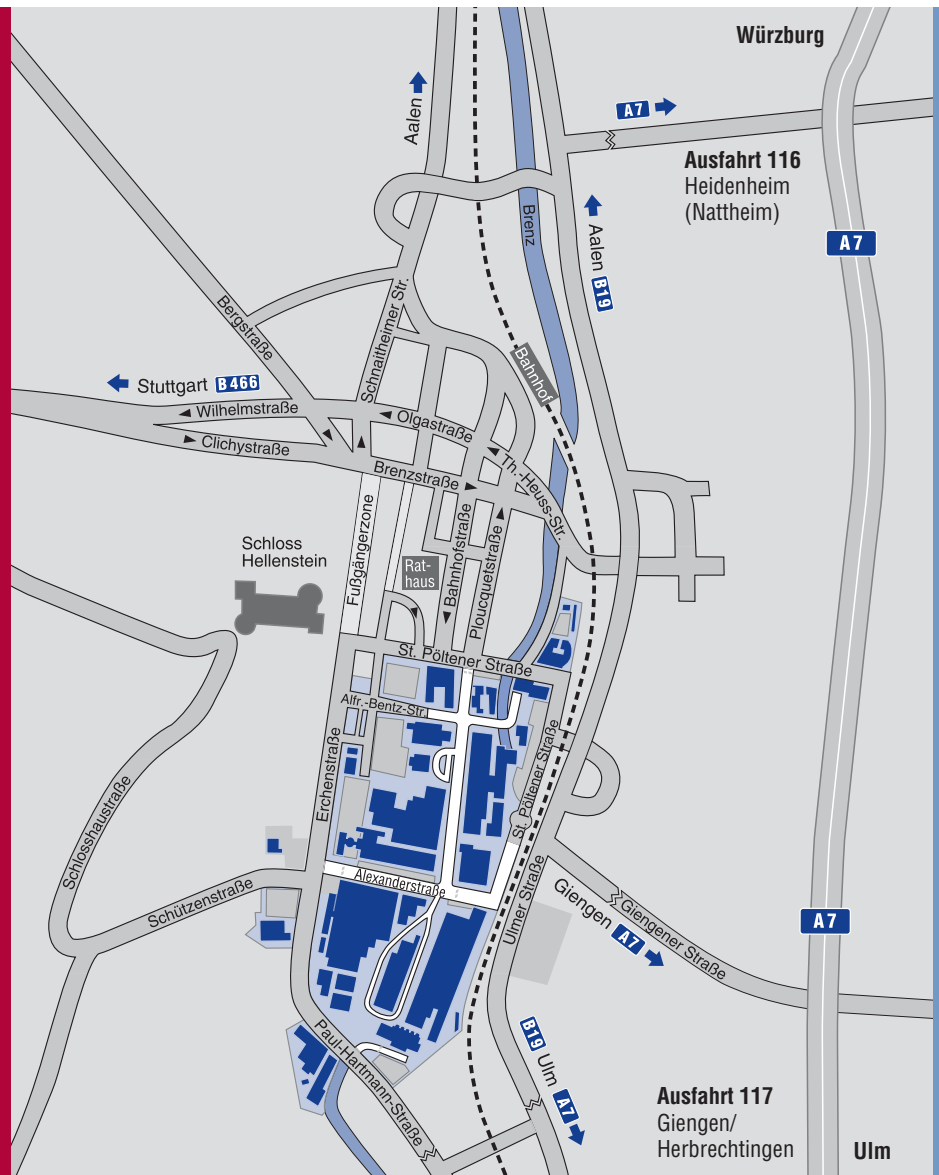 Würzburg
Aalen
A7
Ausfahrt 116
Heidenheim
(Nattheim)
Brenz
Aalen B19
A7
Schnaitheimer Str.
Bergstraße
Bahnhof
Stuttgart B466
Wilhelmstraße
Olgastraße
Clichystraße
Brenzstraße
Th.-Heuss-Str.
Fußgängerzone
Bahnhofstraße
Ploucquetstraße
Schloss
Hellenstein
Rat-
haus
St. Pöltener Straße
Alfr.-Bentz-Str.
Erchenstraße
St. Pöltener Straße
Schlosshaustraße
Alexanderstraße
Schützenstraße
Ulmer Straße
Giengen A7
Giengener Straße
A7
Paul-Hartmann-Straße
B19 Ulm A7
Ausfahrt 117
Giengen/
Herbrechtingen
Ulm